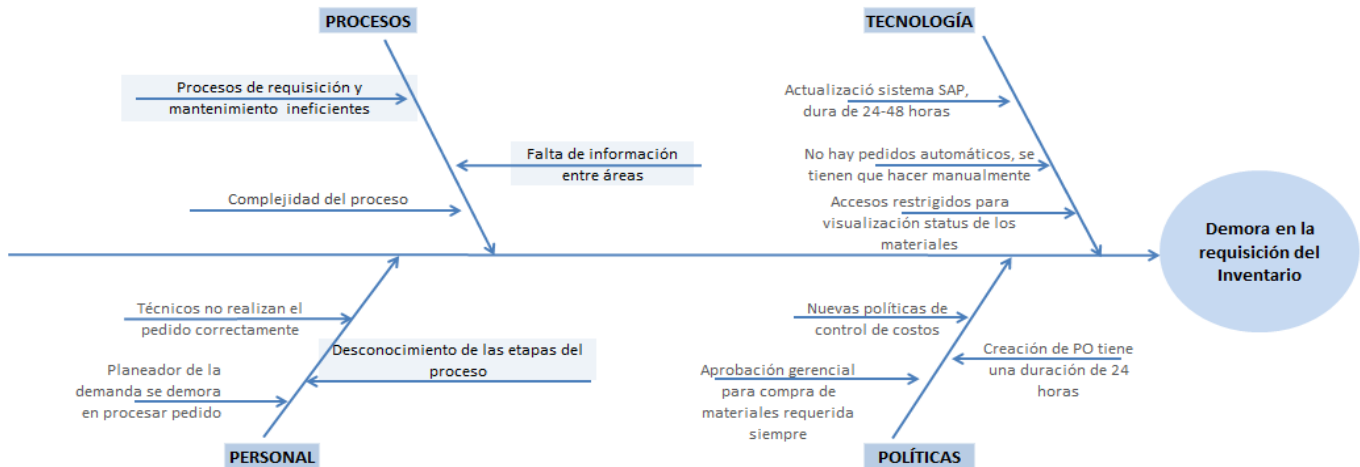 PROCESOS
TECNOLOGÍA
Procesos de requisición y
mantenimiento ineficientes
Falta de información
entre áreas
Complejidad del proceso
Actualizació sistema SAP,
dura de 24-48 horas
No hay pedidos automáticos, se
tienen que hacer manualmente
Accesos restrigidos para
visualización status de los
materiales
Demora en la
requisición del
Inventario
Técnicos no realizan el
pedido correctamente
Desconocimiento de las etapas del
proceso
Planeador de la
demanda se demora
en procesar pedido
Nuevas políticas de
control de costos
Creación de PO tiene
una duración de 24
horas
Aprobación gerencial
para compra de
materiales requerida
siempre
PERSONAL
POLÍTICAS